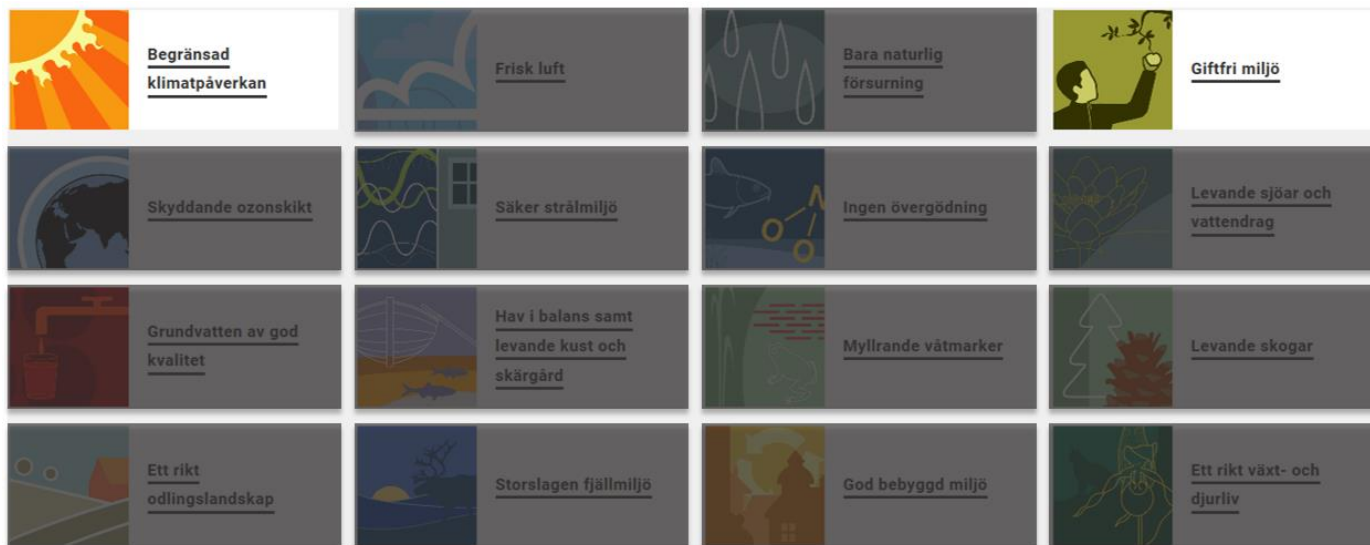 Begränsad
klimatpåverkan
Frisk luft
Bara naturlig
försurning
Giftfri miljö
Skyddande ozonskikt
Säker strålmiljö
Ingen övergödning
Levande sjöar och
vattendrag
Grundvatten av god
kvalitet
Hav i balans samt
levande kust och
skärgård
Myllrande våtmarker
Levande skogar
Ett rikt
odlingslandskap
Storslagen fjällmiljö
God bebyggd miljö
Ett rikt växt- och
djurliv